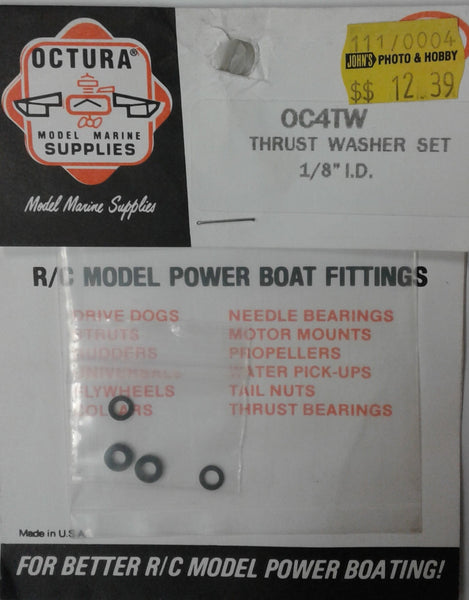 OCTURA®
MODEL MARINE
SUPPLIES
Model Marine Supplies
111/0004
JOHN'S PHOTO & HOBBY
$$ 12.39
OC4TW
THRUST WASHER SET
1/8" I.D.
R/C MODEL POWER BOAT FITTINGS
DRIVE DOGS
STRUTS
RUDDERS
UNIVERSALS
FLYWHEELS
COLLARS
NEEDLE BEARINGS
MOTOR MOUNTS
PROPELLERS
WATER PICK-UPS
TAIL NUTS
THRUST BEARINGS
Made in U.S.A.
FOR BETTER R/C MODEL POWER BOATING!